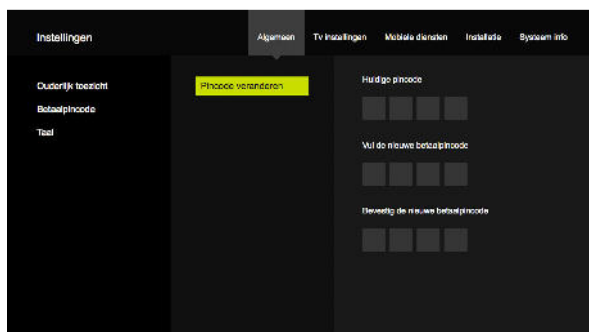 Instellingen
Algemeen
Tv instellingen
Mobiele diensten
Installatie
Systeem info
Ouderlijk toezicht
Betaalpincode
Taal
Pincode veranderen
Huidige pincode
Vul de nieuwe betaalpincode
Bevestig de nieuwe betaalpincode